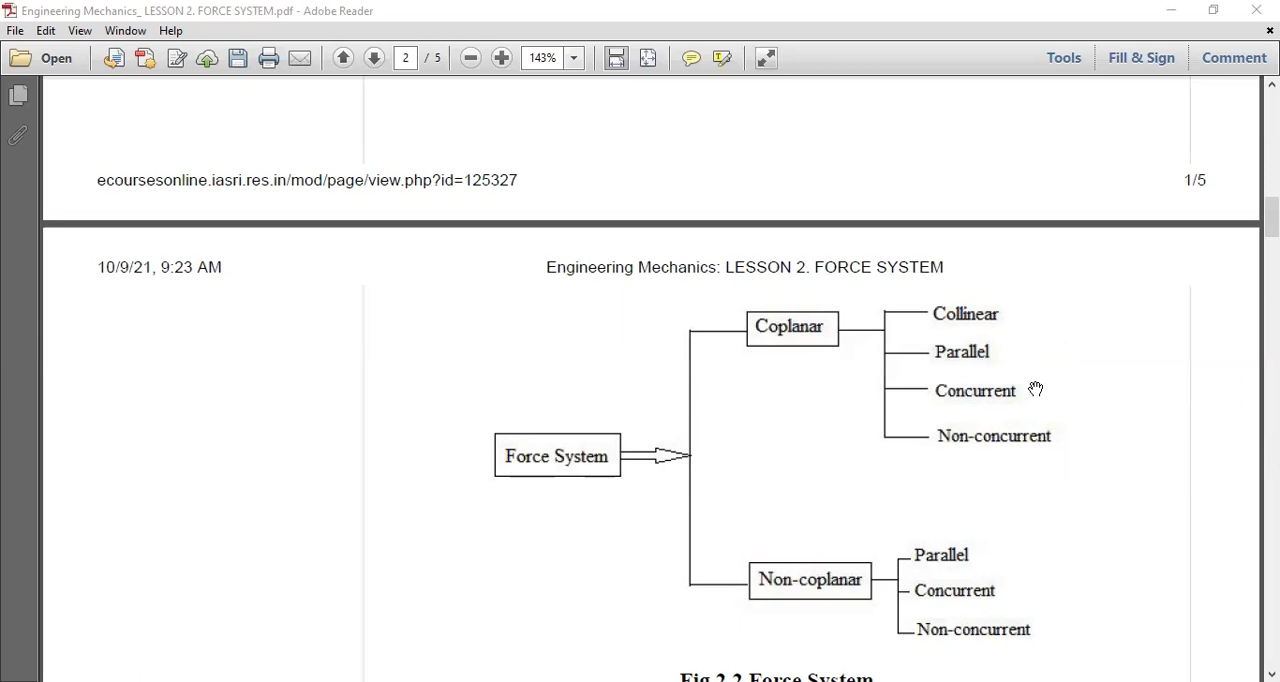 Engineering Mechanics_ LESSON 2. FORCE SYSTEM.pdf - Adobe Reader
File Edit View Window Help
Open 2 / 5 143% Tools Fill & Sign Comment
ecoursesonline.iasri.res.in/mod/page/view.php?id=125327 1/5
10/9/21, 9:23 AM Engineering Mechanics: LESSON 2. FORCE SYSTEM
Force System
Coplanar
Collinear
Parallel
Concurrent
Non-concurrent
Non-coplanar
Parallel
Concurrent
Non-concurrent
Fig 2.2 Force System